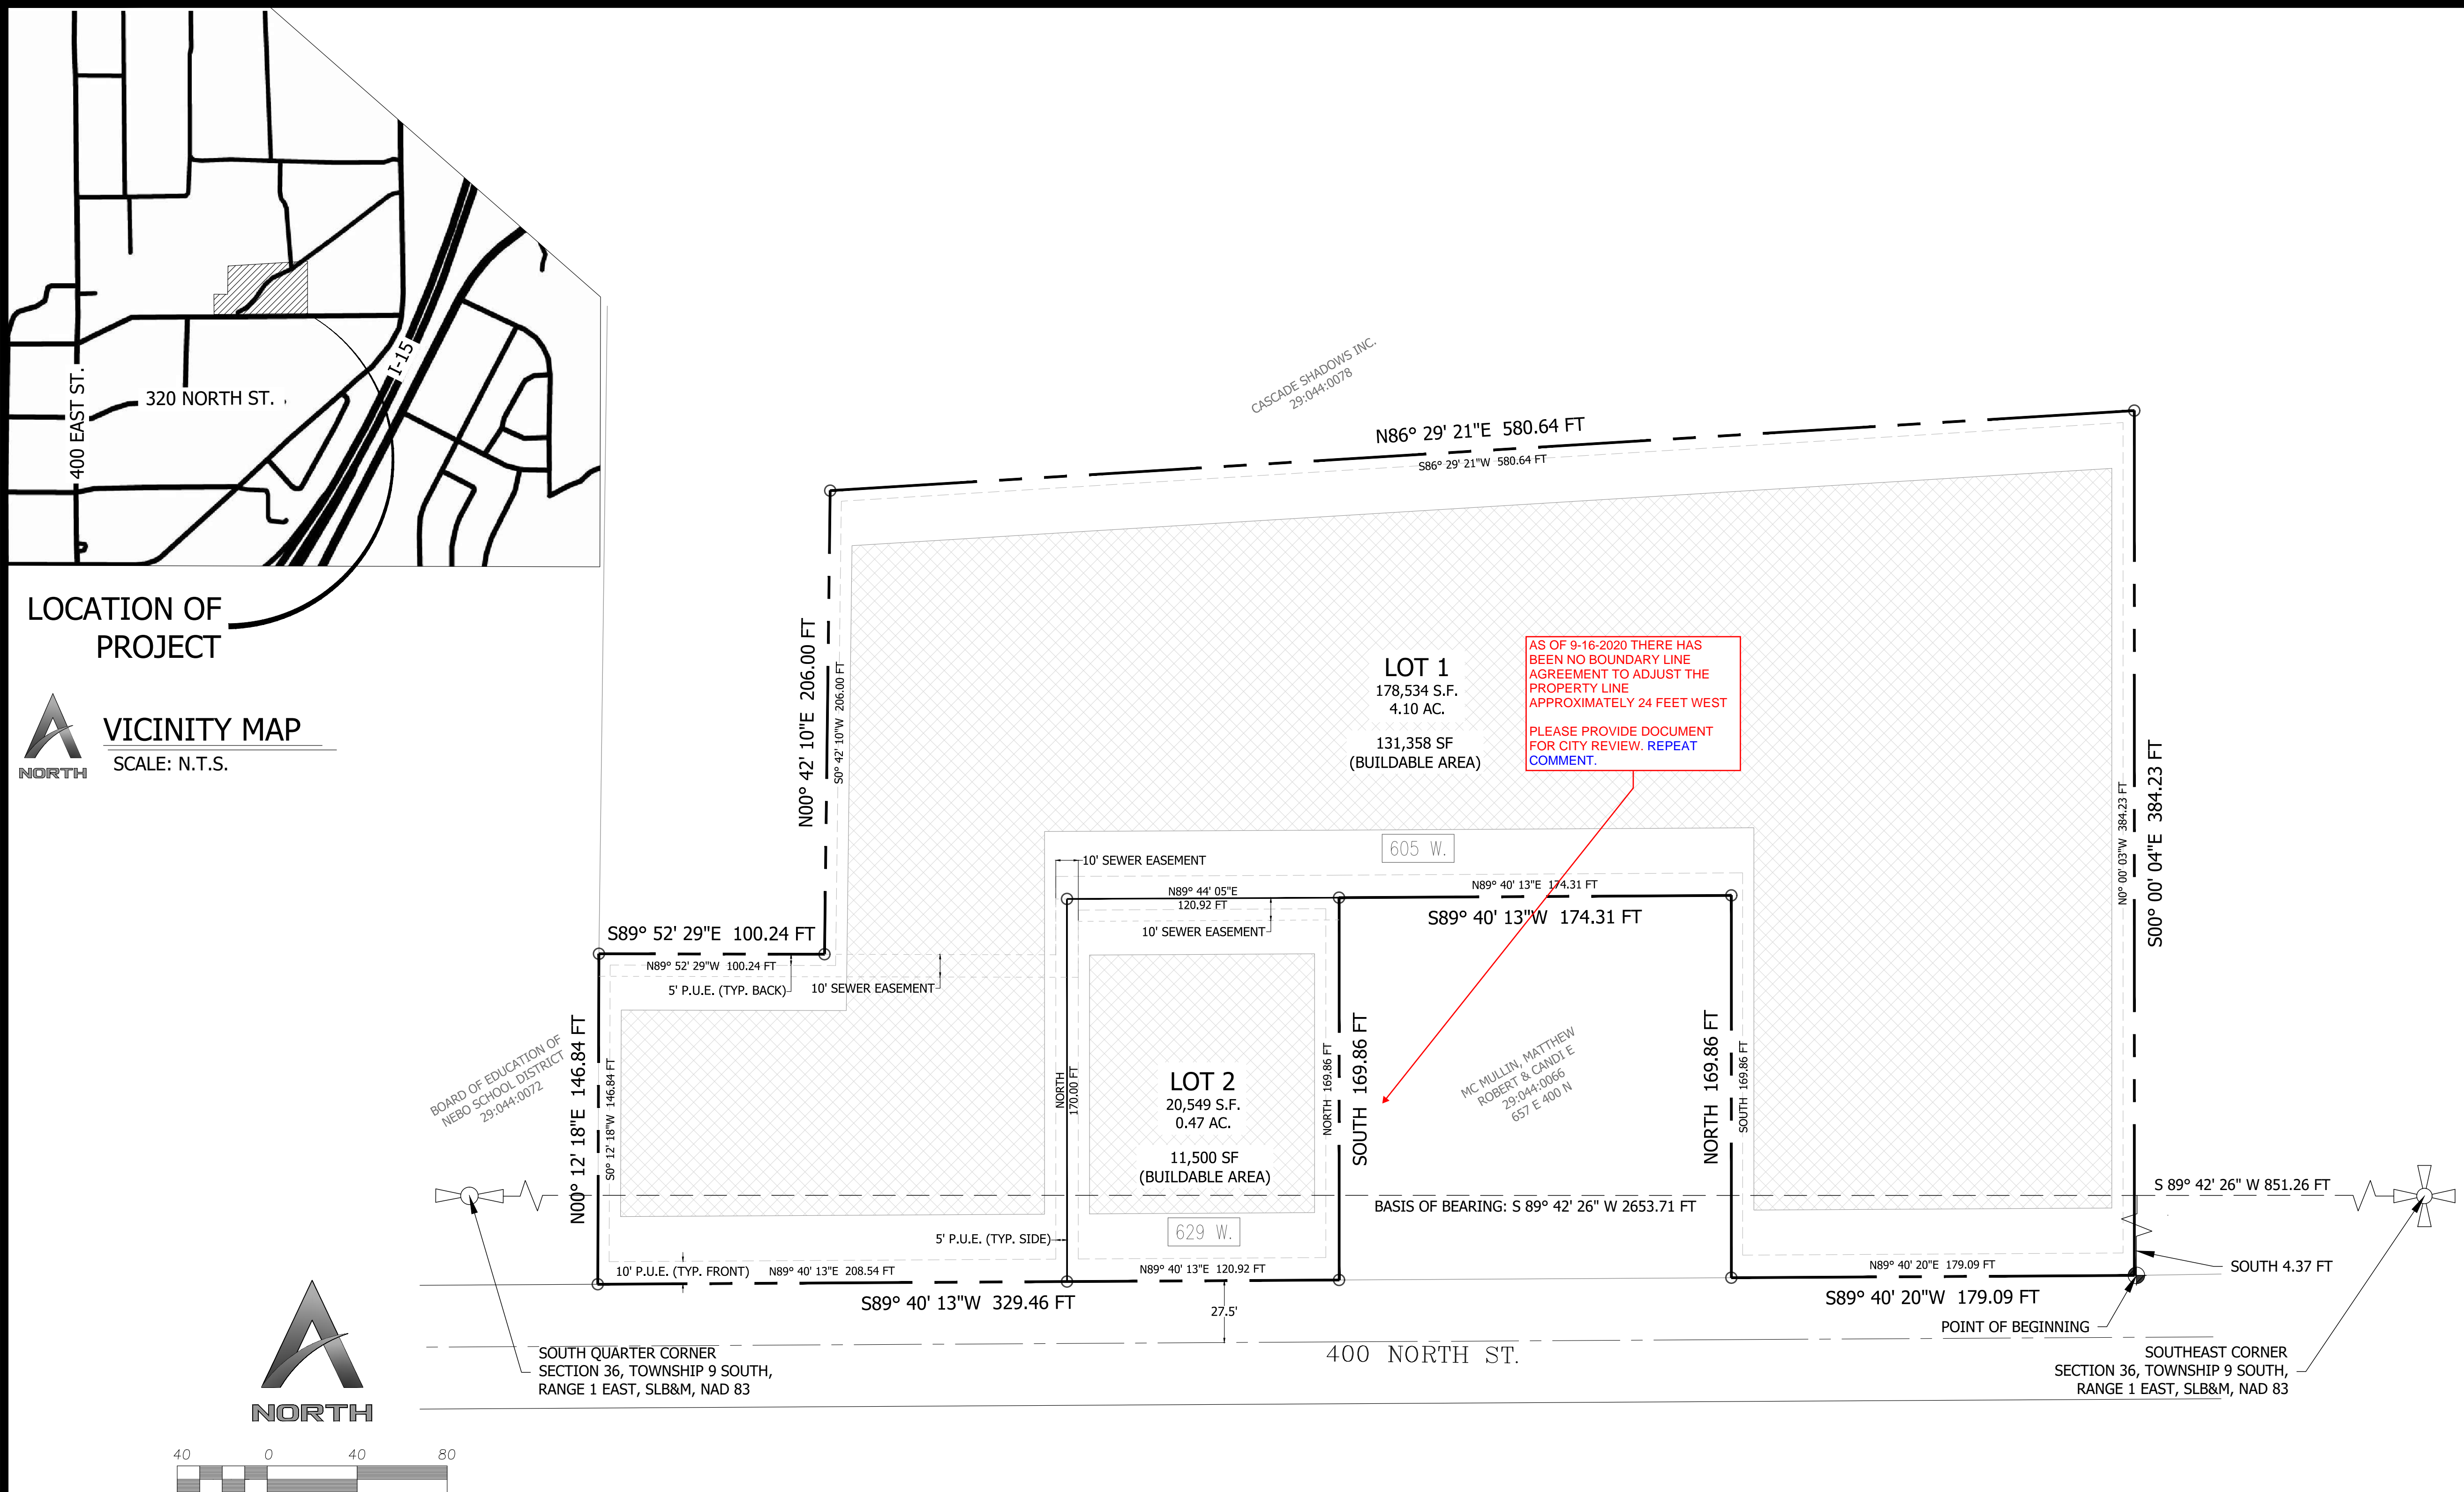 400 EAST ST.
320 NORTH ST.
I-15
LOCATION OF
PROJECT
NORTH
VICINITY MAP
SCALE: N.T.S.
CASCADE SHADOWS INC.
29:044:0078
N86° 29' 21"E 580.64 FT
S86° 29' 21"W 580.64 FT
N00° 42' 10"E 206.00 FT
S0° 42' 10"W 206.00 FT
LOT 1
178,534 S.F.
4.10 AC.
131,358 SF
(BUILDABLE AREA)
AS OF 9-16-2020 THERE HAS
BEEN NO BOUNDARY LINE
AGREEMENT TO ADJUST THE
PROPERTY LINE
APPROXIMATELY 24 FEET WEST
PLEASE PROVIDE DOCUMENT
FOR CITY REVIEW. REPEAT
COMMENT.
N0° 00' 03"W 384.23 FT
S00° 00' 04"E 384.23 FT
605 W.
10' SEWER EASEMENT
N89° 44' 05"E
120.92 FT
N89° 40' 13"E 174.31 FT
S89° 40' 13"W 174.31 FT
10' SEWER EASEMENT
S89° 52' 29"E 100.24 FT
N89° 52' 29"W 100.24 FT
5' P.U.E. (TYP. BACK)
10' SEWER EASEMENT
BOARD OF EDUCATION OF
NEBO SCHOOL DISTRICT
29:044:0072
N00° 12' 18"E 146.84 FT
S0° 12' 18"W 146.84 FT
NORTH
170.00 FT
LOT 2
20,549 S.F.
0.47 AC.
11,500 SF
(BUILDABLE AREA)
NORTH 169.86 FT
SOUTH 169.86 FT
MC MULLIN, MATTHEW
ROBERT & CANDI E
29:044:0066
657 E 400 N
NORTH 169.86 FT
SOUTH 169.86 FT
S 89° 42' 26" W 851.26 FT
BASIS OF BEARING: S 89° 42' 26" W 2653.71 FT
629 W.
5' P.U.E. (TYP. SIDE)
10' P.U.E. (TYP. FRONT)
N89° 40' 13"E 208.54 FT
N89° 40' 13"E 120.92 FT
N89° 40' 20"E 179.09 FT
SOUTH 4.37 FT
S89° 40' 13"W 329.46 FT
27.5'
S89° 40' 20"W 179.09 FT
POINT OF BEGINNING
400 NORTH ST.
SOUTH QUARTER CORNER
SECTION 36, TOWNSHIP 9 SOUTH,
RANGE 1 EAST, SLB&M, NAD 83
SOUTHEAST CORNER
SECTION 36, TOWNSHIP 9 SOUTH,
RANGE 1 EAST, SLB&M, NAD 83
NORTH
40 0 40 80